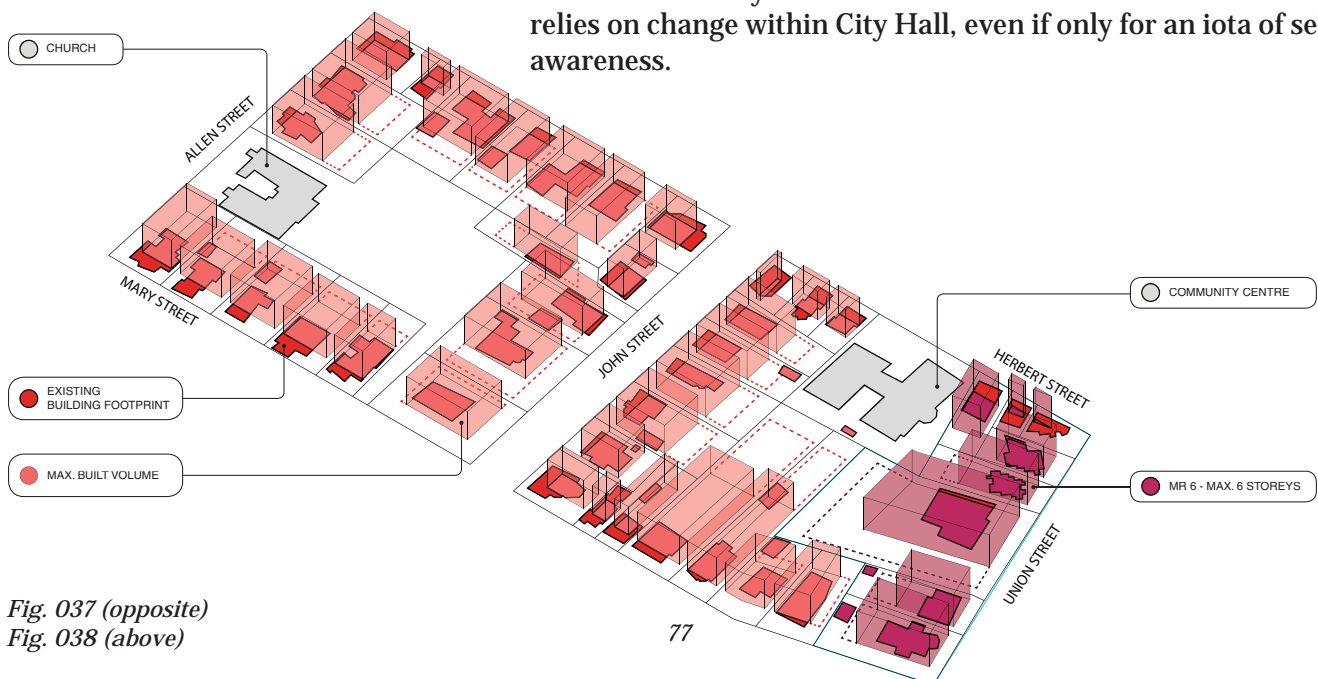 relies on change within City Hall, even if only for an iota of se
awareness.
CHURCH
ALLEN STREET
MARY STREET
JOHN STREET
COMMUNITY CENTRE
HERBERT STREET
EXISTING
BUILDING FOOTPRINT
MAX. BUILT VOLUME
MR 6 - MAX. 6 STOREYS
UNION STREET
Fig. 037 (opposite)
Fig. 038 (above)
77